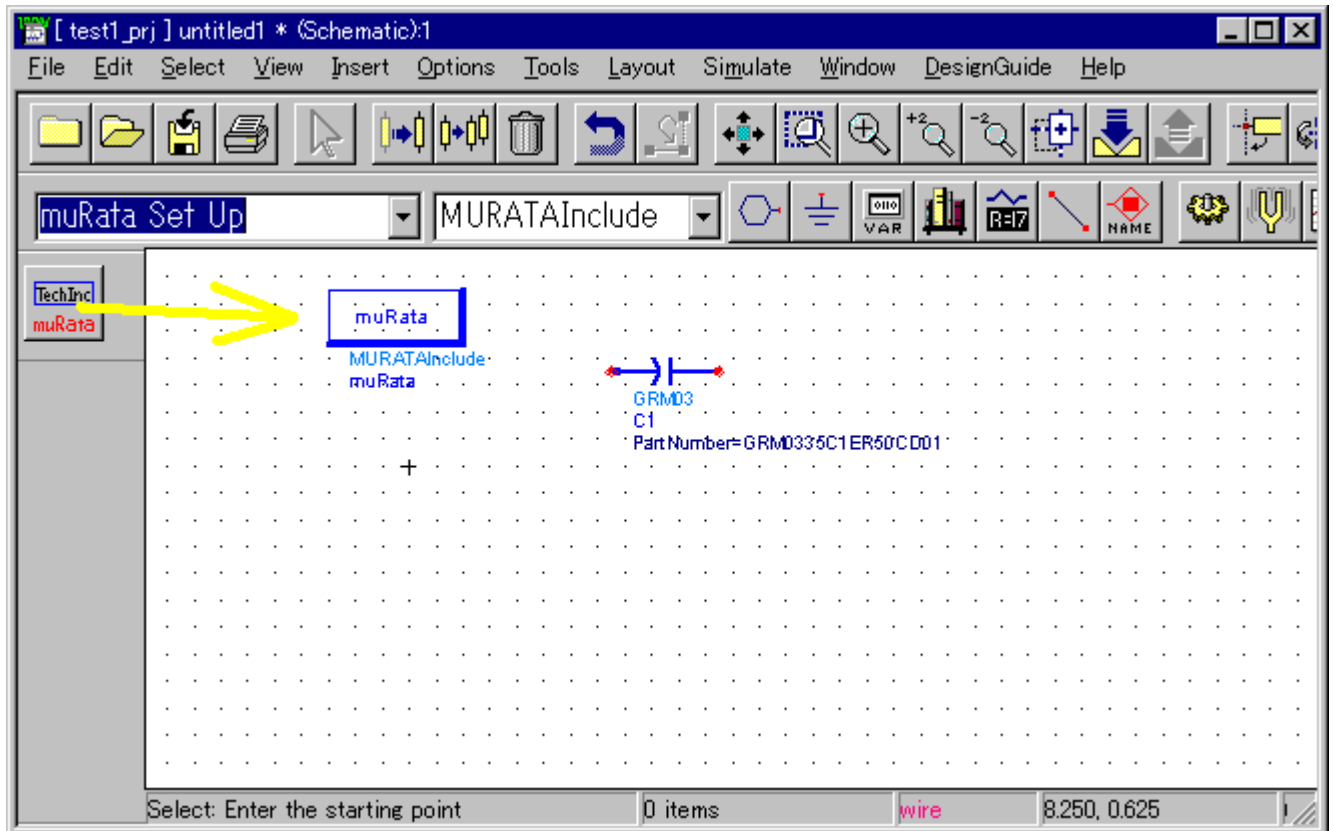 [ test1_prj ] untitled1 * (Schematic):1
File Edit Select View Insert Options Tools Layout Simulate Window DesignGuide Help
+2 -2
muRata Set Up MURATAInclude VAR NAME
TechInc
muRata
muRata
MURATAInclude
muRata
GRM03
C1
PartNumber=GRM0335C1ER50CD01
Select: Enter the starting point 0 items wire 8.250, 0.625